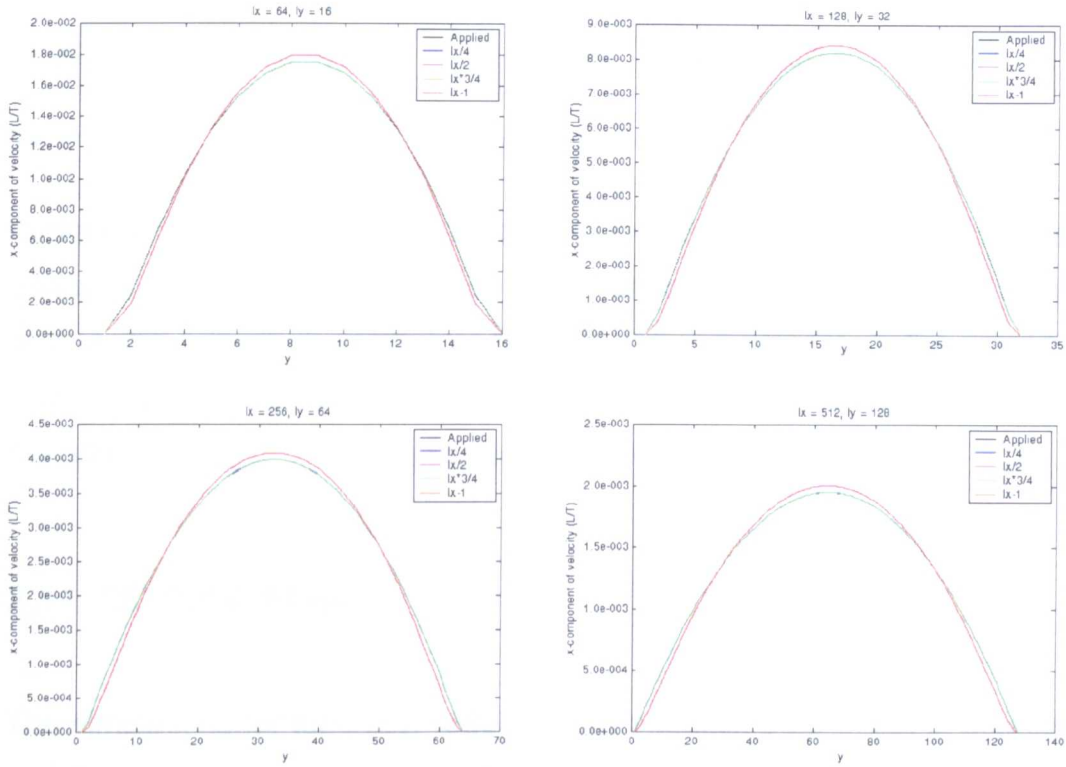 lx = 64, ly = 16
2.0e-002
1.8e-002
1.6e-002
1.4e-002
1.2e-002
1.0e-002
8.0e-003
6.0e-003
4.0e-003
2.0e-003
0.0e+000
x-component of velocity (L/T)
0 2 4 6 8 10 12 14 16
y
Applied
lx/4
lx/2
lx*3/4
lx-1
lx = 128, ly = 32
9.0e-003
8.0e-003
7.0e-003
6.0e-003
5.0e-003
4.0e-003
3.0e-003
2.0e-003
1.0e-003
0.0e+000
x-component of velocity (L/T)
0 5 10 15 20 25 30 35
y
Applied
lx/4
lx/2
lx*3/4
lx-1
lx = 256, ly = 64
4.5e-003
4.0e-003
3.5e-003
3.0e-003
2.5e-003
2.0e-003
1.5e-003
1.0e-003
5.0e-004
0.0e+000
x-component of velocity (L/T)
0 10 20 30 40 50 60 70
y
Applied
lx/4
lx/2
lx*3/4
lx-1
lx = 512, ly = 128
2.5e-003
2.0e-003
1.5e-003
1.0e-003
5.0e-004
0.0e+000
x-component of velocity (L/T)
0 20 40 60 80 100 120 140
y
Applied
lx/4
lx/2
lx*3/4
lx-1